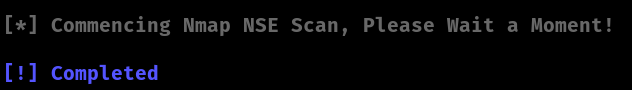 [*] Commencing Nmap NSE Scan, Please Wait a Moment!
[!] Completed